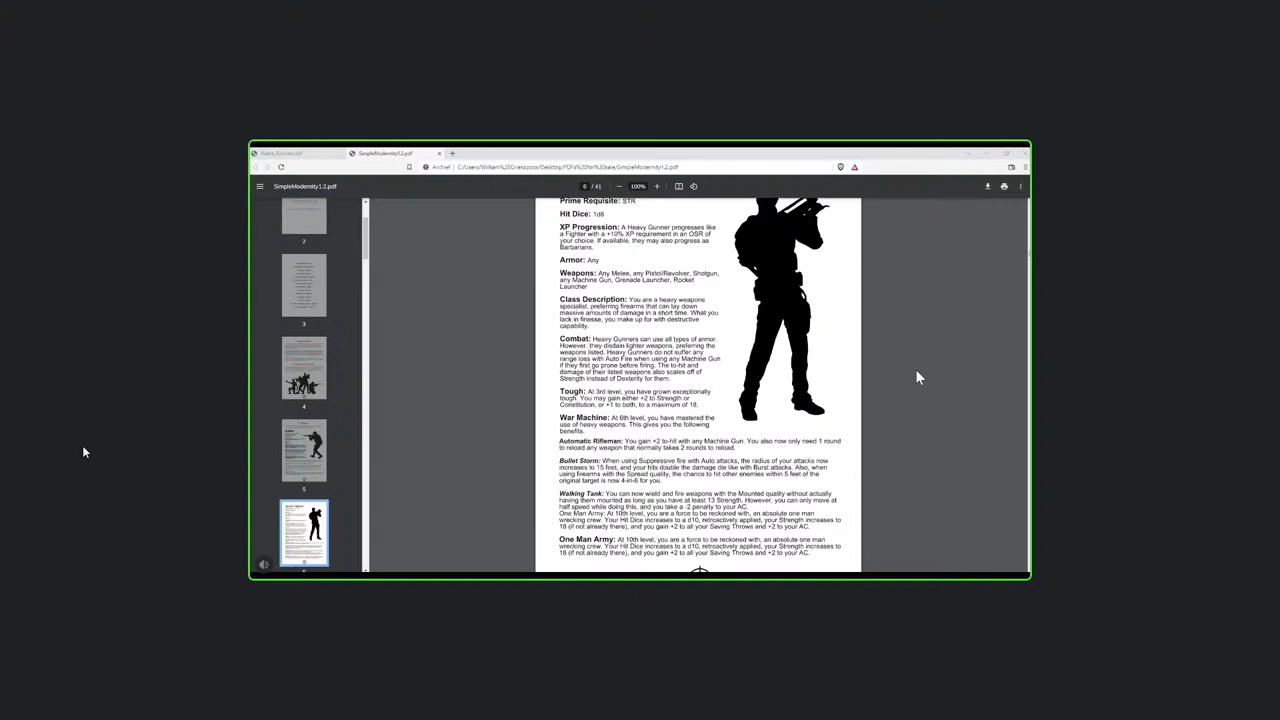 SimpleModernity1.2.pdf
Archief | C:/Users/William%20Gnekspoos/Desktop/PDFs%20for%20sale/SimpleModernity1.2.pdf
SimpleModernity1.2.pdf
6 / 41
100%
2
3
4
5
Prime Requisite: STR
Hit Dice: 1d8
XP Progression: A Heavy Gunner progresses like
a Fighter with a +10% XP requirement in an OSR of
your choice. If available, they may also progress as
Barbarians.
Armor: Any
Weapons: Any Melee, any Pistol/Revolver, Shotgun,
any Machine Gun, Grenade Launcher, Rocket
Launcher
Class Description: You are a heavy weapons
specialist, preferring firearms that can lay down
massive amounts of damage in a short time. What you
lack in finesse, you make up for with destructive
capability.
Combat: Heavy Gunners can use all types of armor.
However, they disdain lighter weapons, preferring the
weapons listed. Heavy Gunners do not suffer any
range loss with Auto Fire when using any Machine Gun
if they first go prone before firing. The to-hit and
damage of their listed weapons also scales off of
Strength instead of Dexterity for them.
Tough: At 3rd level, you have grown exceptionally
tough. You may gain either +2 to Strength or
Constitution, or +1 to both, to a maximum of 18.
War Machine: At 6th level, you have mastered the
use of heavy weapons. This gives you the following
benefits.
Automatic Rifleman: You gain +2 to-hit with any Machine Gun. You also now only need 1 round
to reload any weapon that normally takes 2 rounds to reload.
Bullet Storm: When using Suppressive fire with Auto attacks, the radius of your attacks now
increases to 15 feet, and your hits double the damage die like with Burst attacks. Also, when
using firearms with the Spread quality, the chance to hit other enemies within 5 feet of the
original target is now 4-in-6 for you.
Walking Tank: You can now wield and fire weapons with the Mounted quality without actually
having them mounted as long as you have at least 13 Strength. However, you can only move at
half speed while doing this, and you take a -2 penalty to your AC.
One Man Army: At 10th level, you are a force to be reckoned with, an absolute one man
wrecking crew. Your Hit Dice increases to a d10, retroactively applied, your Strength increases to
18 (if not already there), and you gain +2 to all your Saving Throws and +2 to your AC.
One Man Army: At 10th level, you are a force to be reckoned with, an absolute one man
wrecking crew. Your Hit Dice increases to a d10, retroactively applied, your Strength increases to
18 (if not already there), and you gain +2 to all your Saving Throws and +2 to your AC.